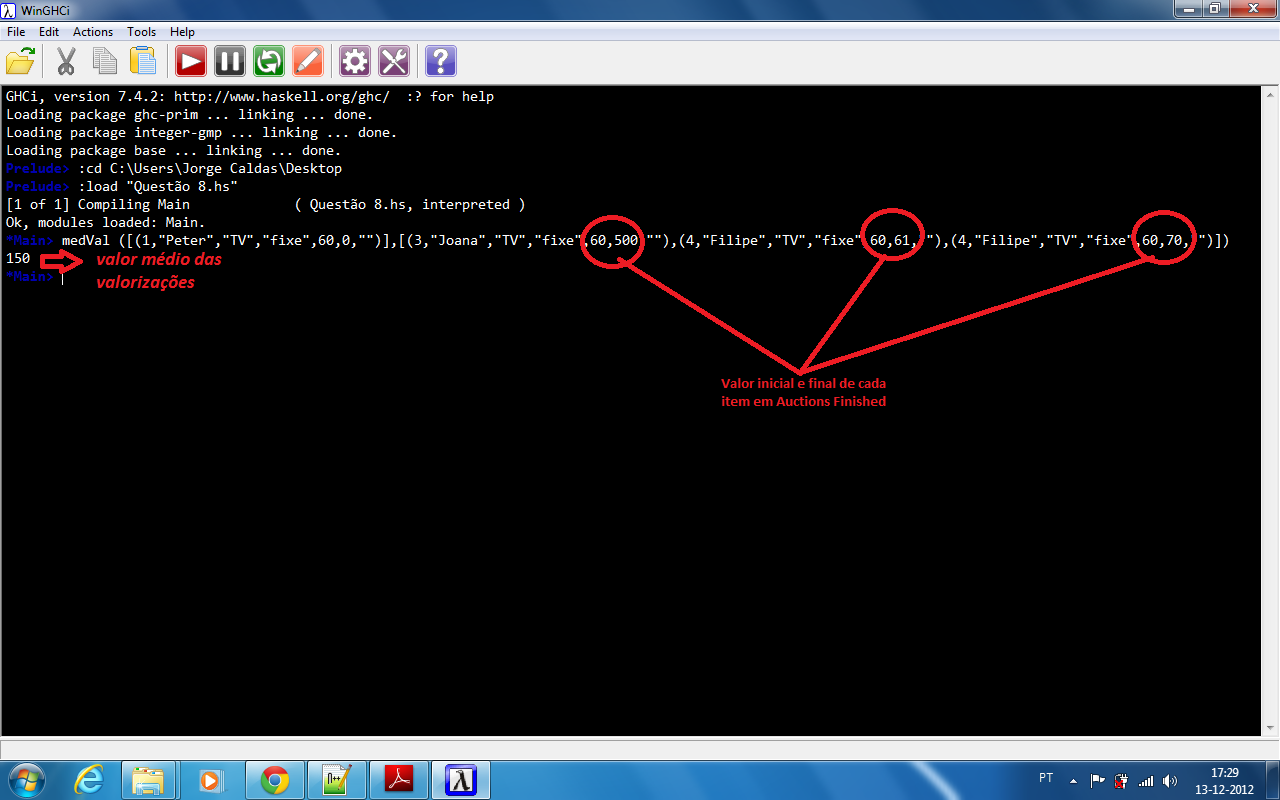 WinGHCi
File Edit Actions Tools Help
GHCi, version 7.4.2: http://www.haskell.org/ghc/  :? for help
Loading package ghc-prim ... linking ... done.
Loading package integer-gmp ... linking ... done.
Loading package base ... linking ... done.
Prelude> :cd C:\Users\Jorge Caldas\Desktop
Prelude> :load "Questão 8.hs"
[1 of 1] Compiling Main             ( Questão 8.hs, interpreted )
Ok, modules loaded: Main.
*Main> medVal ([(1,"Peter","TV","fixe",60,0,"")],[(3,"Joana","TV","fixe",60,500,""),(4,"Filipe","TV","fixe",60,61,""),(4,"Filipe","TV","fixe",60,70,"")])
150 valor médio das
*Main> valorizações
Valor inicial e final de cada
item em Auctions Finished
PT
17:29
13-12-2012